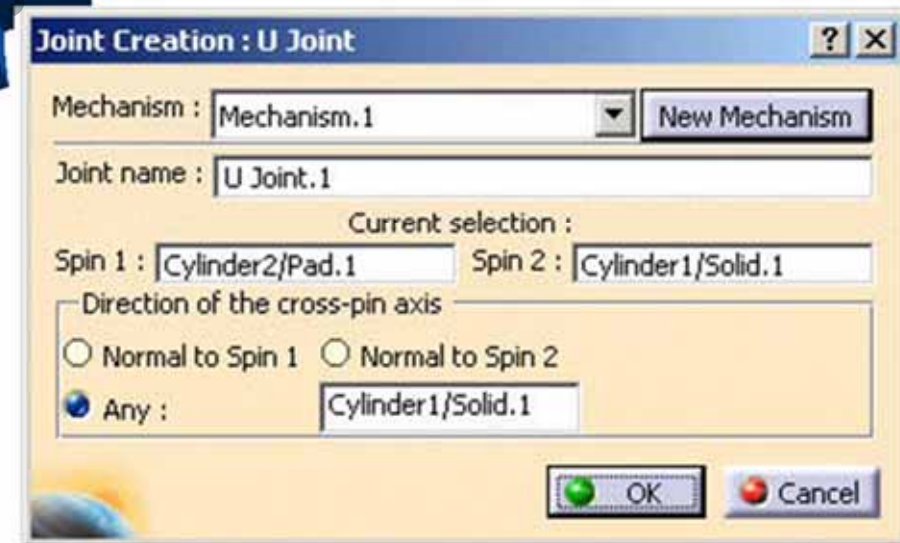 Joint Creation : U Joint ? X
Mechanism : Mechanism.1 New Mechanism
Joint name : U Joint.1
Current selection :
Spin 1 : Cylinder2/Pad.1 Spin 2 : Cylinder1/Solid.1
Direction of the cross-pin axis
Normal to Spin 1 Normal to Spin 2
Any : Cylinder1/Solid.1
OK Cancel